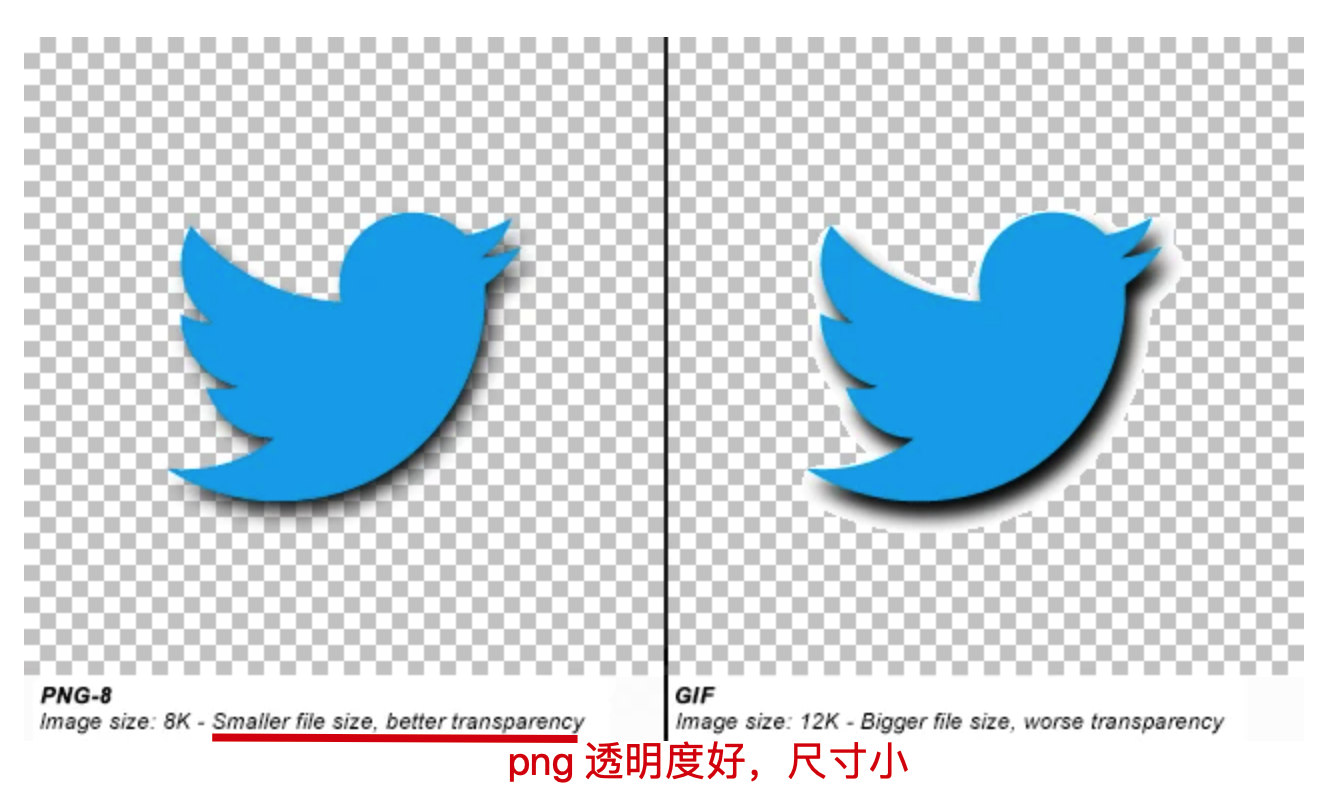 PNG-8
Image size: 8K - Smaller file size, better transparency
GIF
Image size: 12K - Bigger file size, worse transparency
png 透明度好，尺寸小